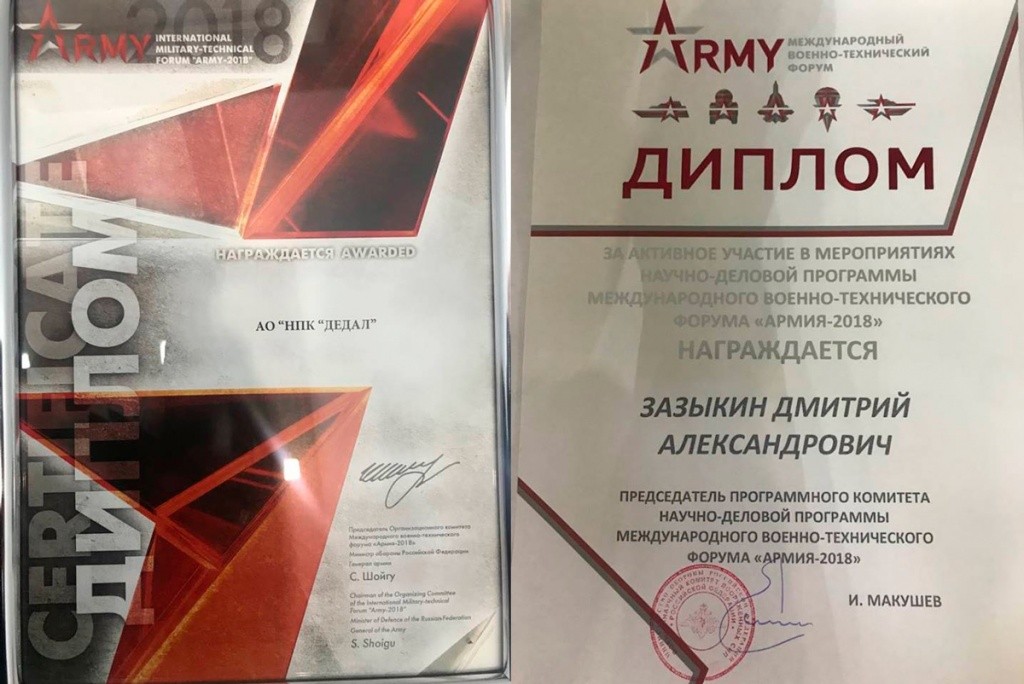 2018
ARMY
INTERNATIONAL
MILITARY-TECHNICAL
FORUM "ARMY-2018"
CERTIFICATE
ДИПЛОМ
НАГРАЖДАЕТСЯ AWARDED
АО "НПК "ДЕДАЛ"
Председатель Организационного комитета
Международного военно-технического
форума «Армия-2018»
Министр обороны Российской Федерации
Генерал армии
С. Шойгу
Chairman of the Organizing Committee
of the International Military-technical
Forum "Army-2018"
Minister of Defence of the Russian Federation
General of the Army
S. Shoigu
ARMY
МЕЖДУНАРОДНЫЙ
ВОЕННО-ТЕХНИЧЕСКИЙ
ФОРУМ
ДИПЛОМ
ЗА АКТИВНОЕ УЧАСТИЕ В МЕРОПРИЯТИЯХ
НАУЧНО-ДЕЛОВОЙ ПРОГРАММЫ
МЕЖДУНАРОДНОГО ВОЕННО-ТЕХНИЧЕСКОГО
ФОРУМА «АРМИЯ-2018»
НАГРАЖДАЕТСЯ
ЗАЗЫКИН ДМИТРИЙ
АЛЕКСАНДРОВИЧ
ПРЕДСЕДАТЕЛЬ ПРОГРАММНОГО КОМИТЕТА
НАУЧНО-ДЕЛОВОЙ ПРОГРАММЫ
МЕЖДУНАРОДНОГО ВОЕННО-ТЕХНИЧЕСКОГО
ФОРУМА «АРМИЯ-2018»
И. МАКУШЕВ